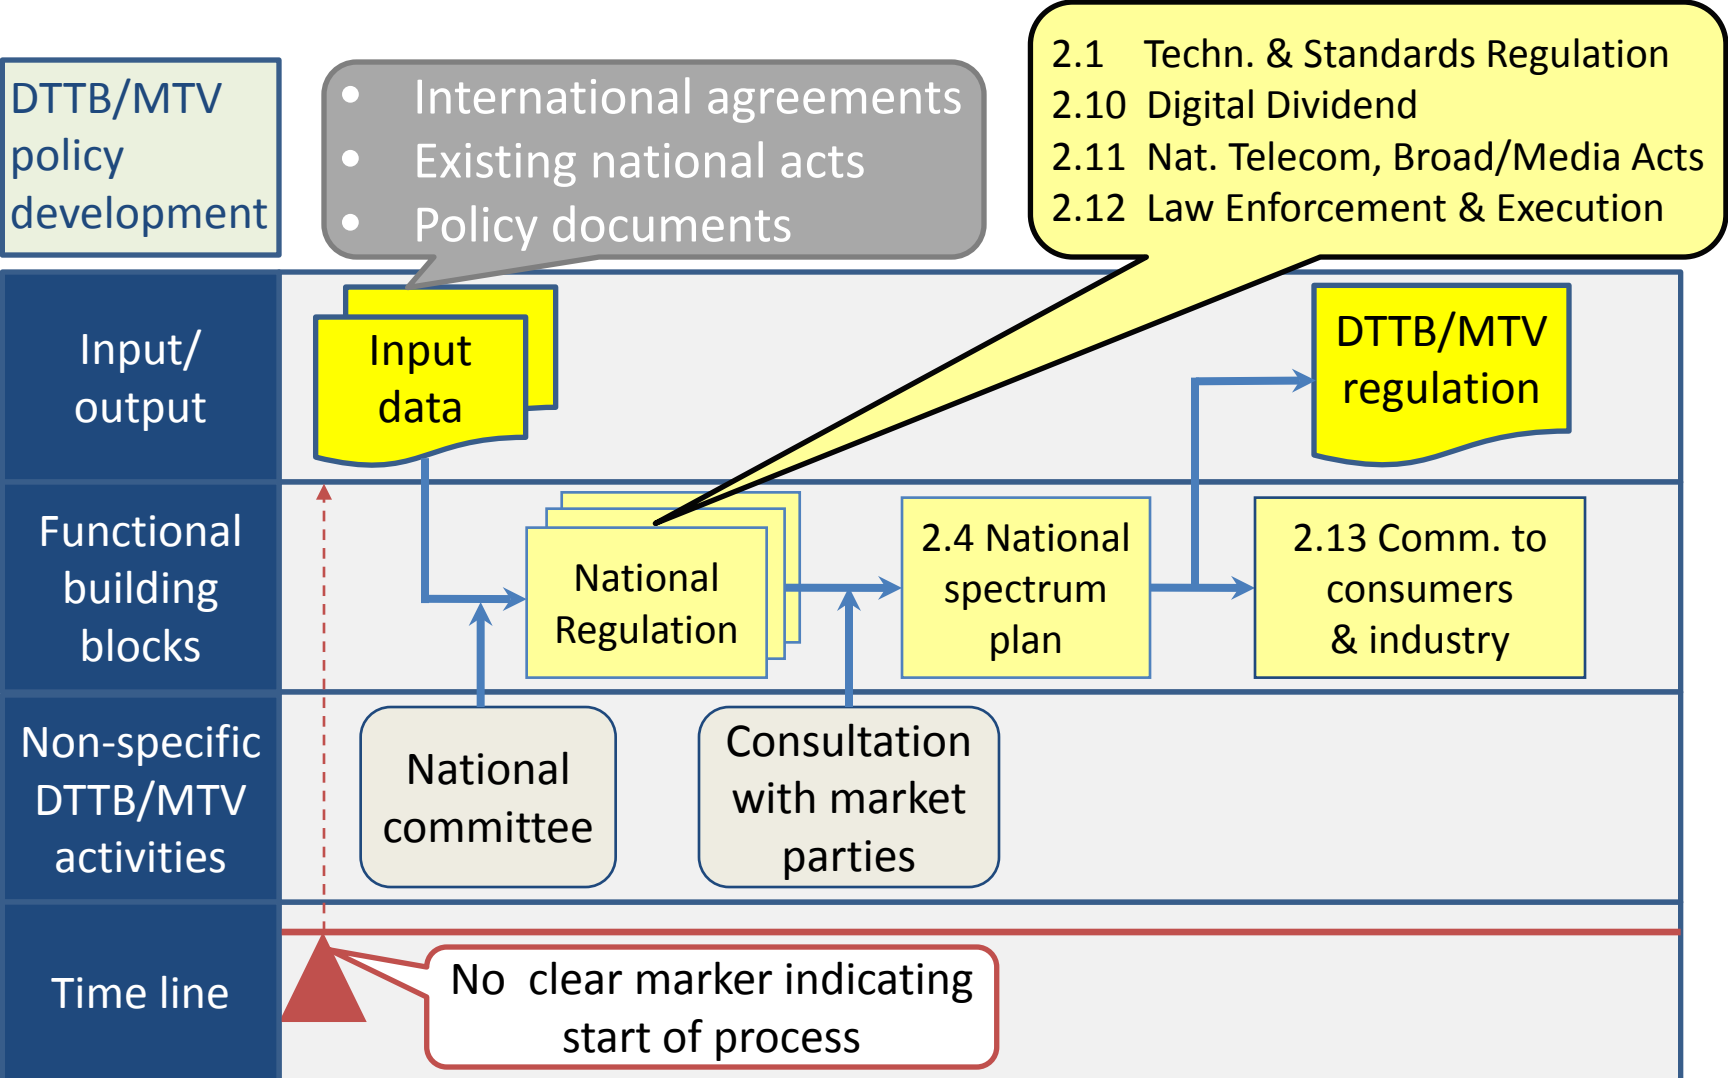 DTTB/MTV
policy
development
• International agreements
• Existing national acts
• Policy documents
2.1 Techn. & Standards Regulation
2.10 Digital Dividend
2.11 Nat. Telecom, Broad/Media Acts
2.12 Law Enforcement & Execution
Input/
output
Input
data
DTTB/MTV
regulation
Functional
building
blocks
National
Regulation
2.4 National
spectrum
plan
2.13 Comm. to
consumers
& industry
Non-specific
DTTB/MTV
activities
National
committee
Consultation
with market
parties
Time line
No clear marker indicating
start of process